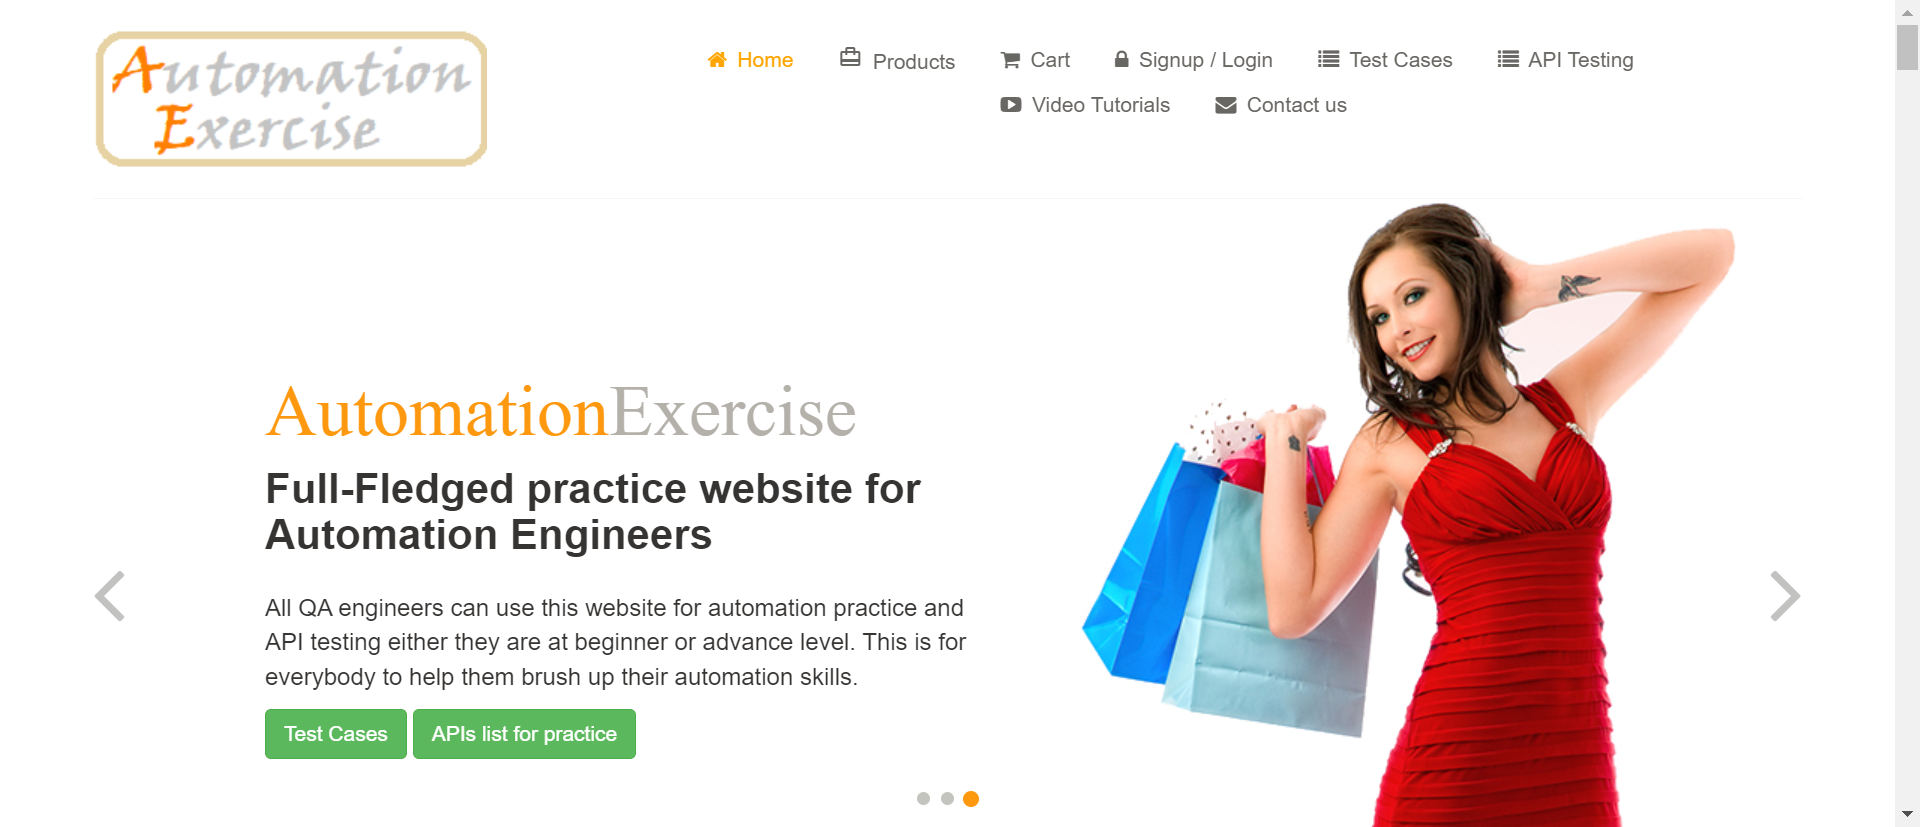 Automation
Exercise
Home Products Cart Signup / Login Test Cases API Testing
Video Tutorials Contact us
AutomationExercise
Full-Fledged practice website for
Automation Engineers
All QA engineers can use this website for automation practice and
API testing either they are at beginner or advance level. This is for
everybody to help them brush up their automation skills.
Test Cases APIs list for practice